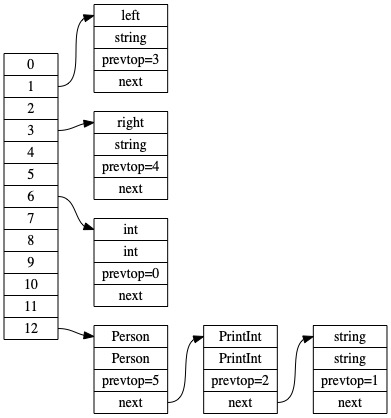 0
1
2
3
4
5
6
7
8
9
10
11
12
left
string
prevtop=3
next
right
string
prevtop=4
next
int
int
prevtop=0
next
Person
Person
prevtop=5
next
PrintInt
PrintInt
prevtop=2
next
string
string
prevtop=1
next